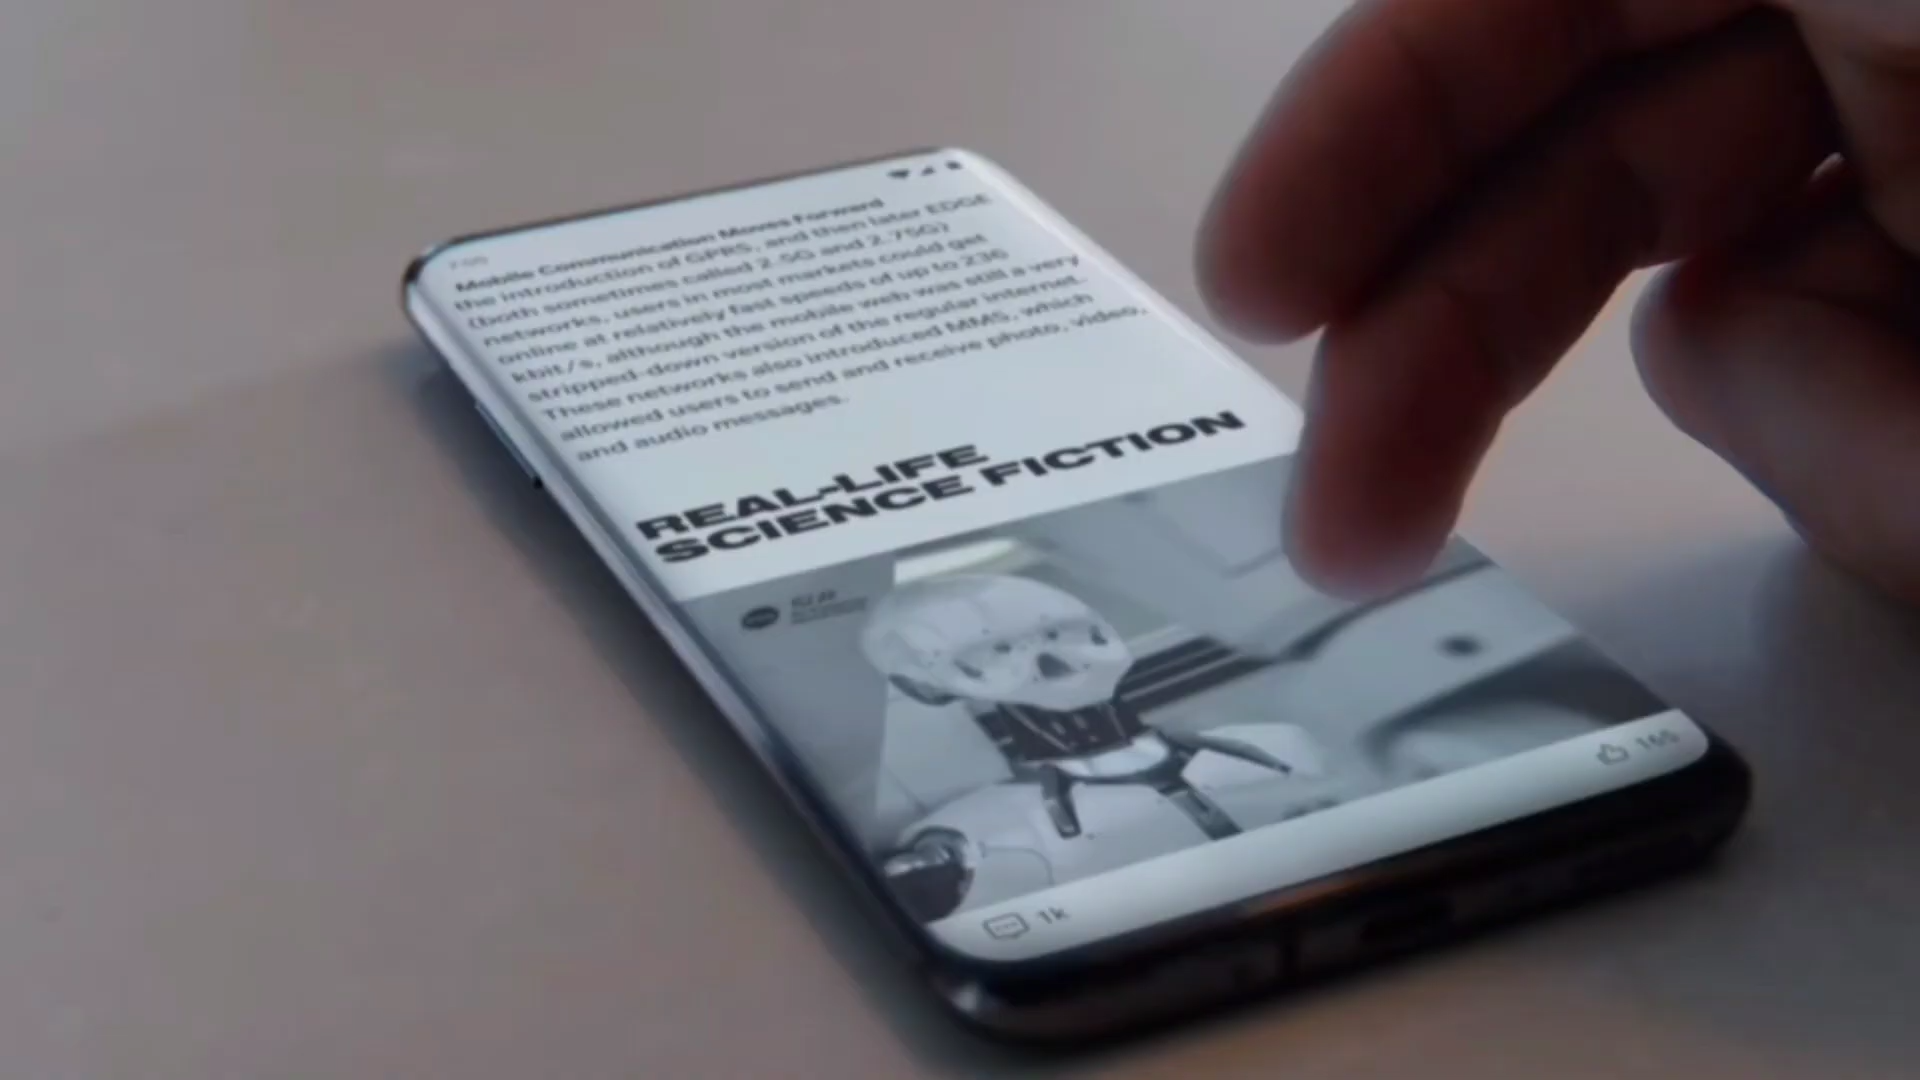 7:00
Mobile Communication Moves Forward
the introduction of GPRS, and then later EDGE
(both sometimes called 2.5G and 2.75G)
networks, users in most markets could get
online at relatively fast speeds of up to 236
kbit/s, although the mobile web was still a very
stripped-down version of the regular internet.
These networks also introduced MMS, which
allowed users to send and receive photo, video,
and audio messages.
REAL-LIFE
SCIENCE FICTION
1k
165